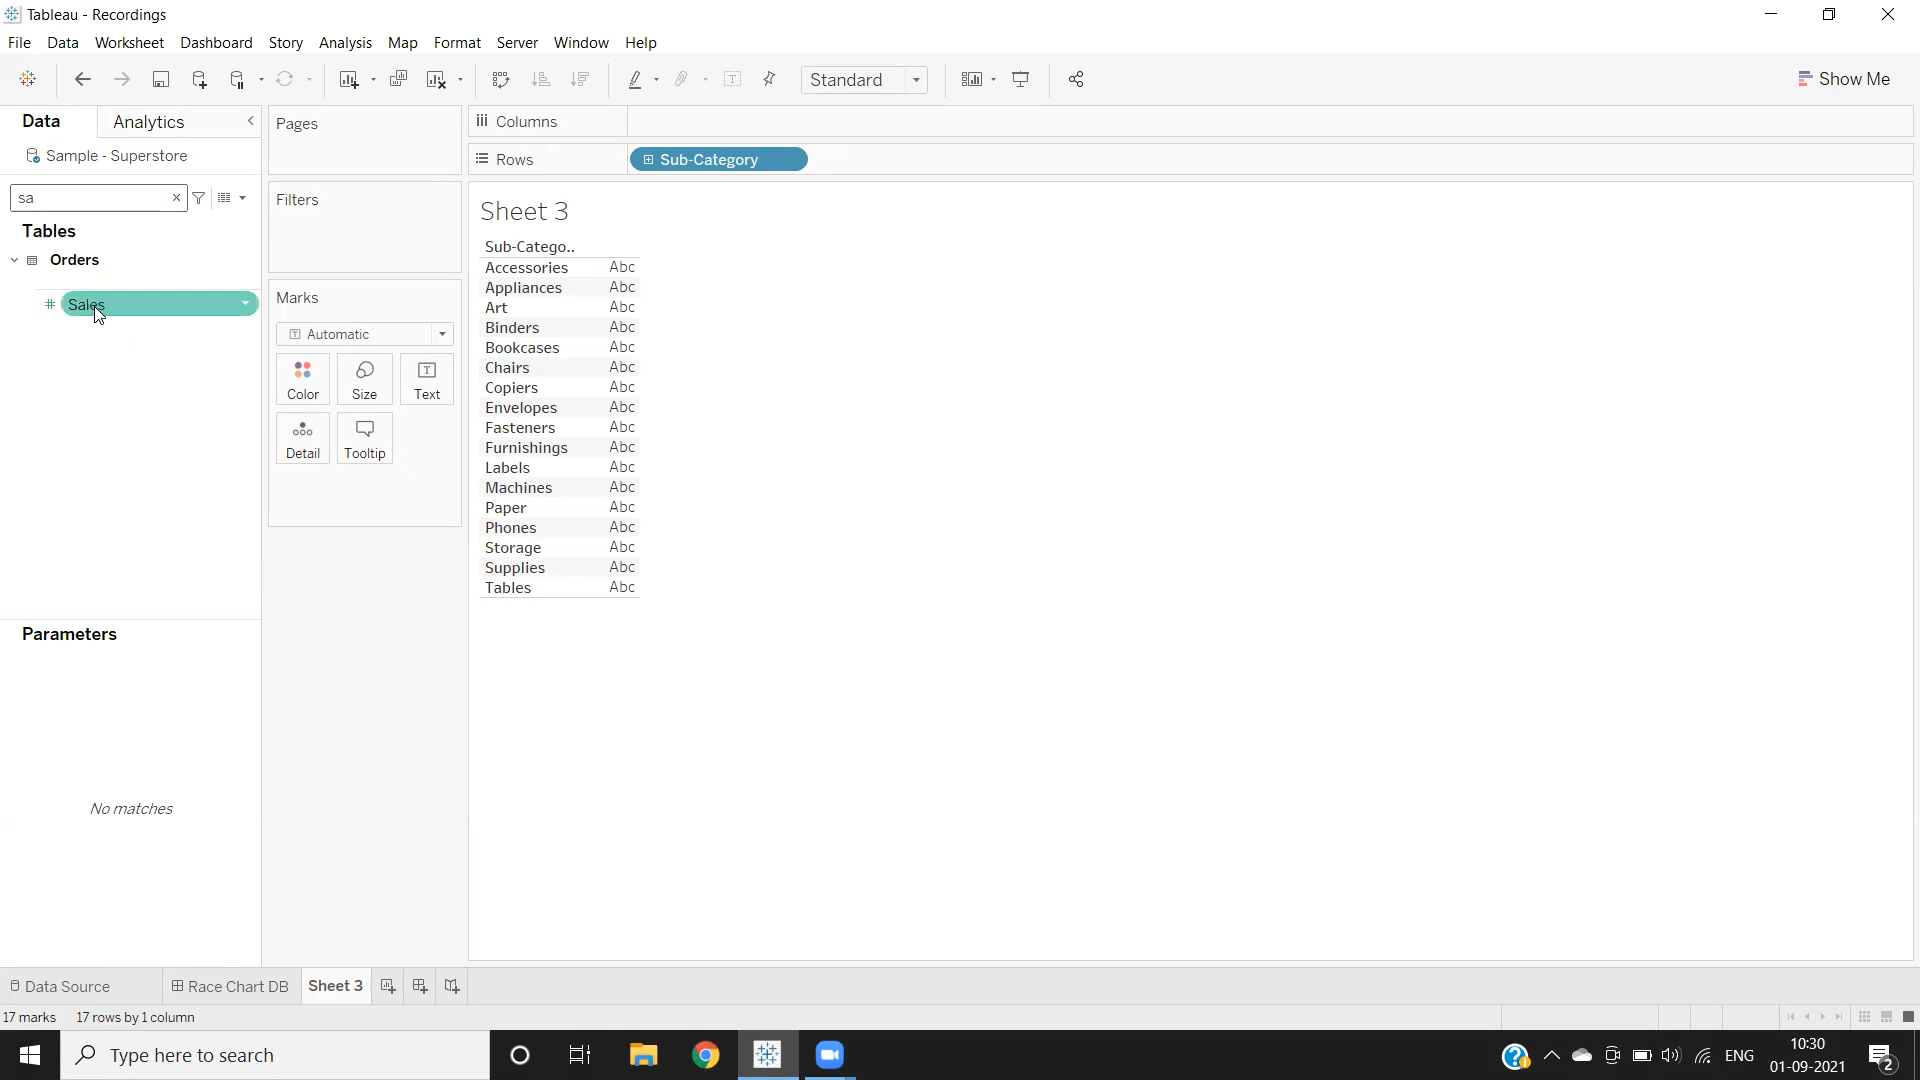 Tableau - Recordings
File Data Worksheet Dashboard Story Analysis Map Format Server Window Help
Standard
Show Me
Data
Analytics
Sample - Superstore
sa
Tables
Orders
Sales
Parameters
No matches
Pages
Filters
Marks
Automatic
Color
Size
Text
Detail
Tooltip
Columns
Rows
Sub-Category
Sheet 3
Sub-Catego..
Accessories Abc
Appliances Abc
Art Abc
Binders Abc
Bookcases Abc
Chairs Abc
Copiers Abc
Envelopes Abc
Fasteners Abc
Furnishings Abc
Labels Abc
Machines Abc
Paper Abc
Phones Abc
Storage Abc
Supplies Abc
Tables Abc
Data Source
Race Chart DB
Sheet 3
17 marks 17 rows by 1 column
Type here to search
ENG
10:30
01-09-2021
2